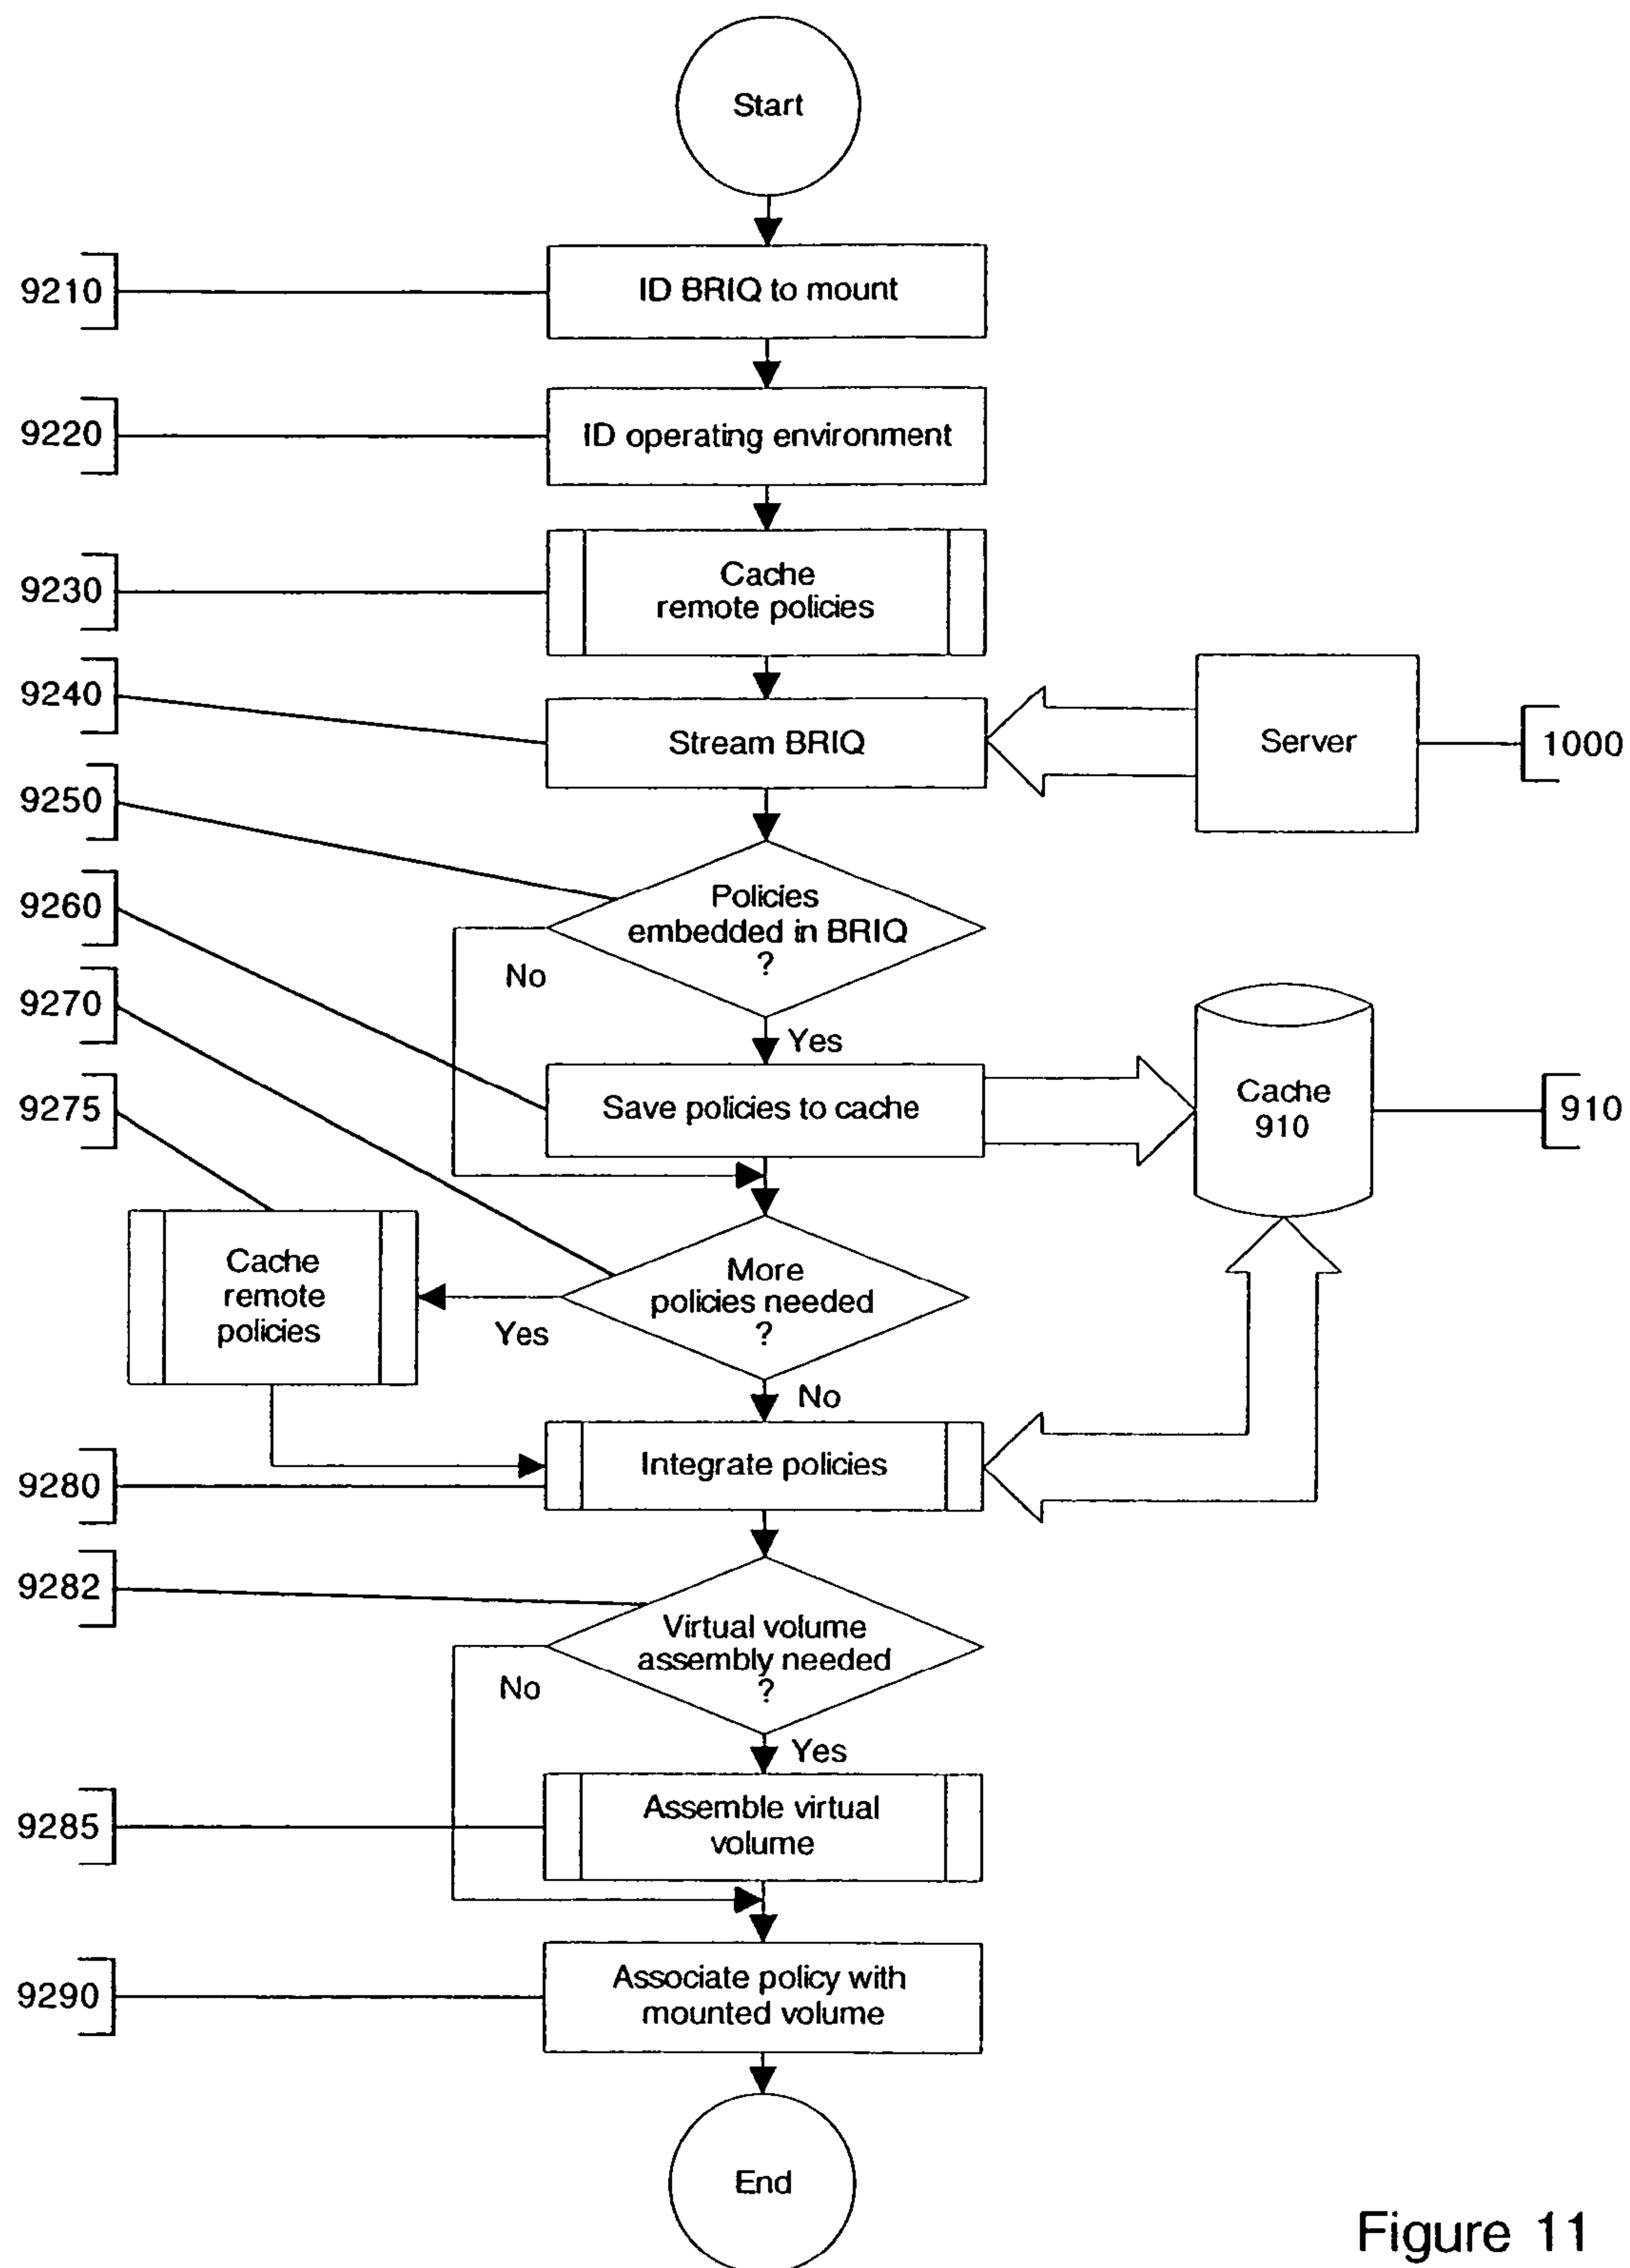 Start
9210
ID BRIQ to mount
9220
ID operating environment
9230
Cache
remote policies
9240
Stream BRIQ
Server
1000
9250
Policies
embedded in BRIQ
?
No
Yes
9260
Save policies to cache
Cache
910
910
9270
More
policies needed
?
Yes
No
9275
Cache
remote
policies
9280
Integrate policies
9282
Virtual volume
assembly needed
?
No
Yes
9285
Assemble virtual
volume
9290
Associate policy with
mounted volume
End
Figure 11